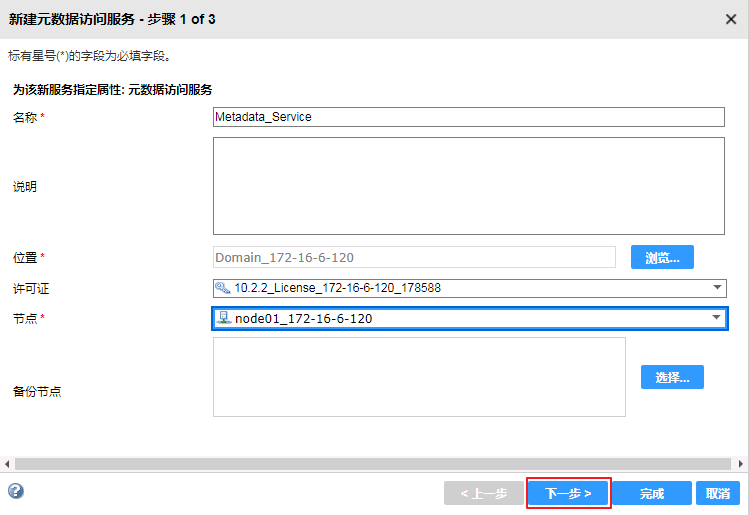 新建元数据访问服务 - 步骤 1 of 3
标有星号(*)的字段为必填字段。
为该新服务指定属性: 元数据访问服务
名称 * Metadata_Service
说明
位置 * Domain_172-16-6-120 浏览...
许可证 10.2.2_License_172-16-6-120_178588
节点 * node01_172-16-6-120
备份节点 选择...
< 上一步 下一步 > 完成 取消